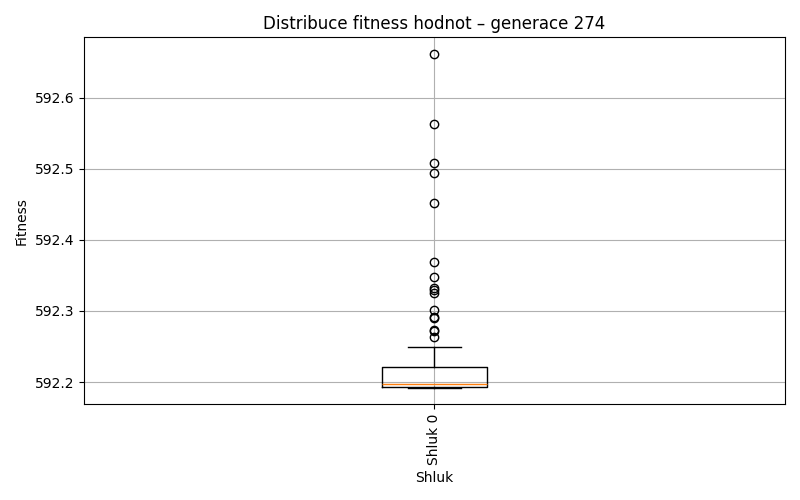 Distribuce fitness hodnot – generace 274
592.6
592.5
592.4
592.3
592.2
Fitness
Shluk 0
Shluk